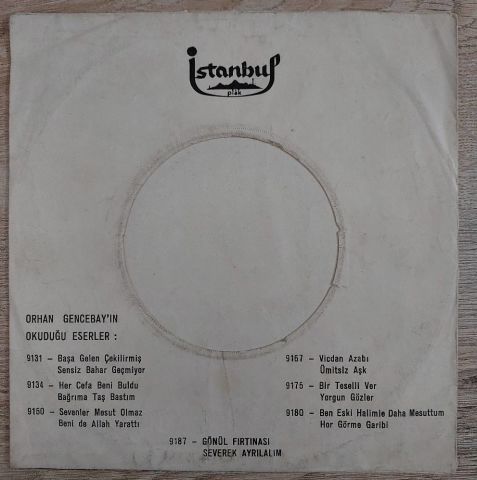 istanbul
plâk
ORHAN GENCEBAY'IN
OKUDUĞU ESERLER :
9131 – Başa Gelen Çekilirmiş
Sensiz Bahar Geçmiyor
9134 – Her Cefa Beni Buldu
Bağrıma Taş Bastım
9150 – Sevenler Mesut Olmaz
Beni de Allah Yarattı
9167 – Vicdan Azabı
Ümitsiz Aşk
9175 – Bir Teselli Ver
Yorgun Gözler
9180 – Ben Eski Halimle Daha Mesuttum
Hor Görme Garibi
9187 – GÖNÜL FIRTINASI
SEVEREK AYRILALIM